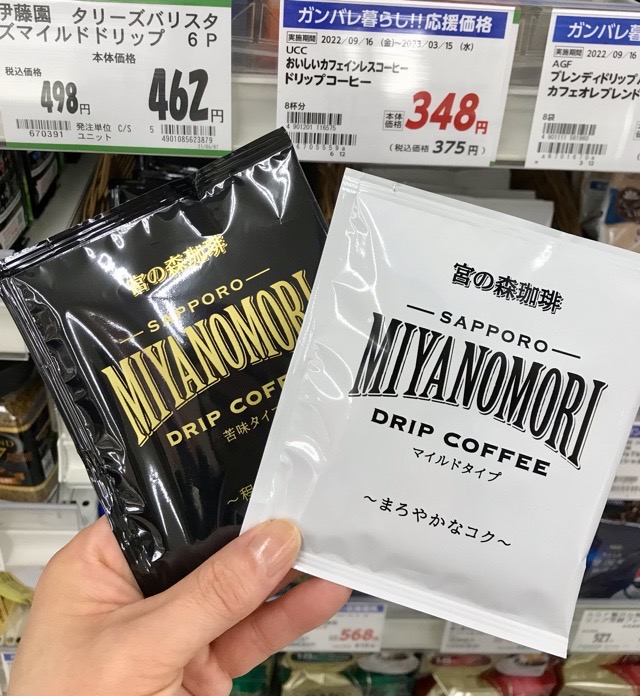 伊藤園 タリーズバリスタ
ズマイルドドリップ 6P
税込価格
本体価格
498円
462円
670391
発注単位 C/S 5
ユニット
4901085623879
ガンバレ暮らし!!応援価格
実施期間 2022/09/16 (金)~2023/03/15 (水)
UCC
おいしいカフェインレスコーヒー
ドリップコーヒー
8杯分
4 901201 116575
本体価格 348円
(税込価格 375円)
6 12
ガンバレ暮らし
実施期間 2022/09/16
AGF
ブレンディドリップ
カフェオレブレンド
8袋
宮の森珈琲
SAPPORO
MIYANOMORI
DRIP COFFE
苦味タイプ
宮の森珈琲
SAPPORO
MIYANOMORI
DRIP COFFEE
マイルドタイプ
~まろやかなコク~
568
527